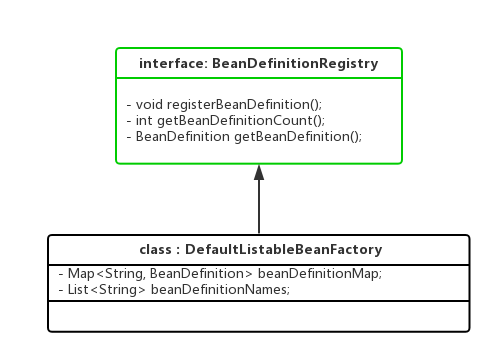 interface: BeanDefinitionRegistry
- void registerBeanDefinition();
- int getBeanDefinitionCount();
- BeanDefinition getBeanDefinition();
class : DefaultListableBeanFactory
- Map<String, BeanDefinition> beanDefinitionMap;
- List<String> beanDefinitionNames;